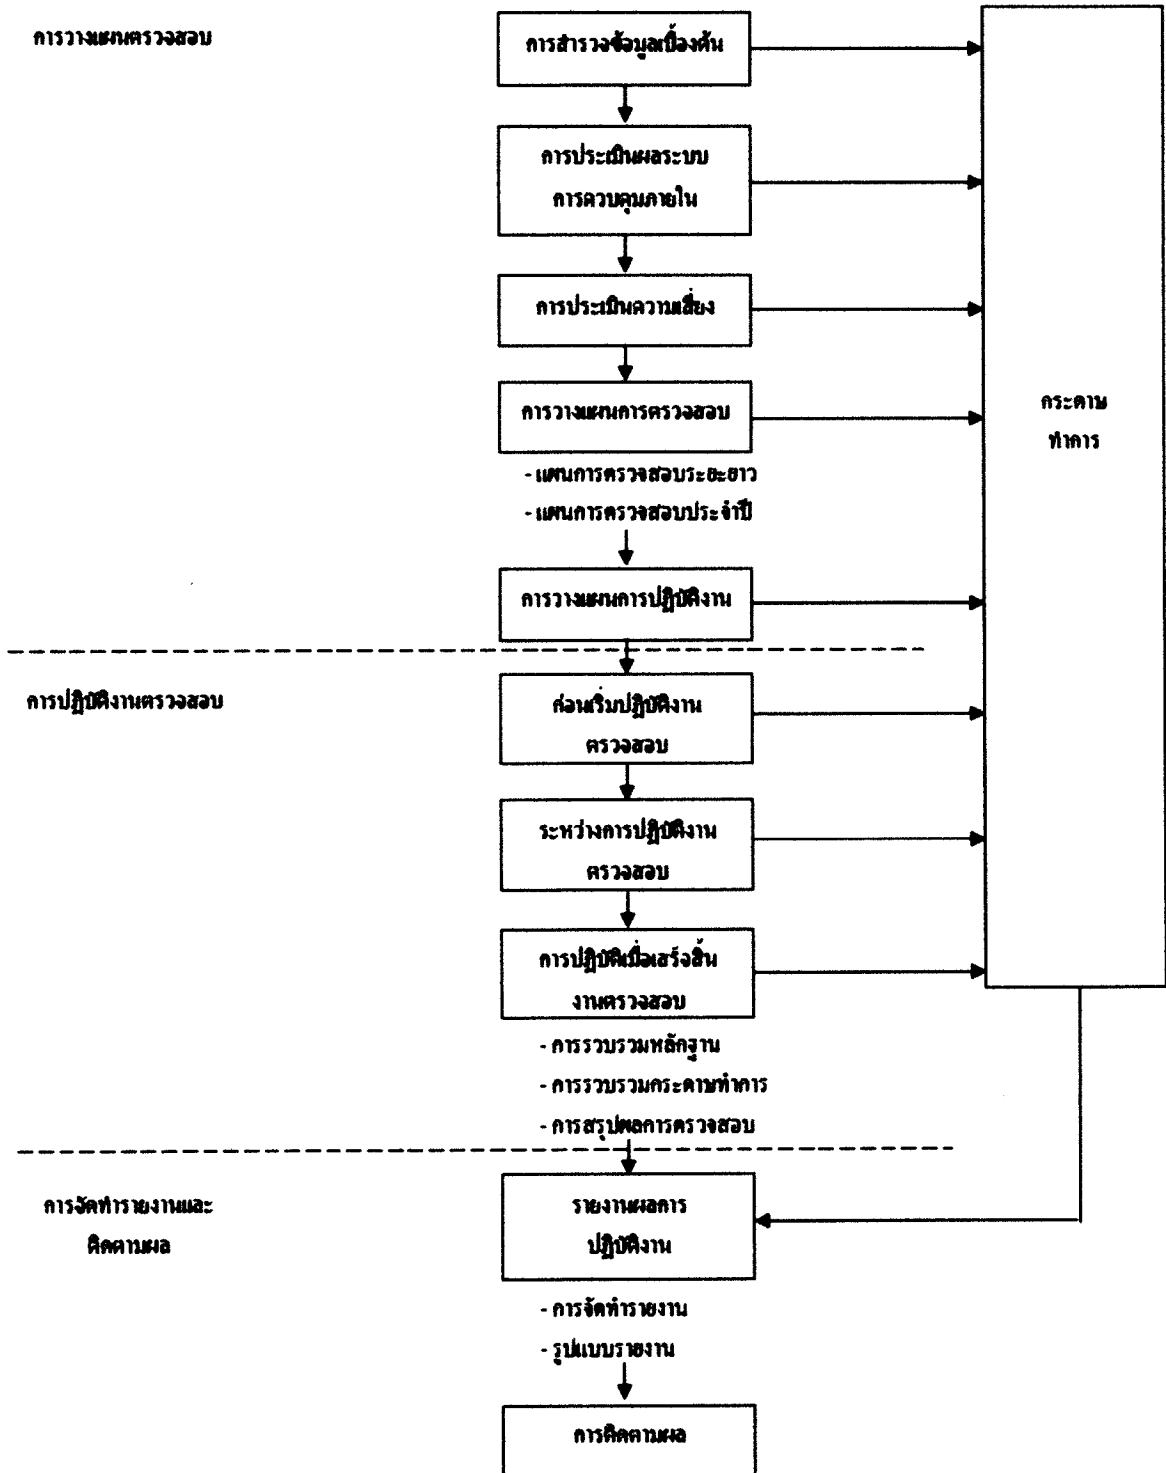 การวางแผนตรวจสอบ
การสำรวจข้อมูลเบื้องต้น
การประเมินผลระบบ
การควบคุมภายใน
การประเมินความเสี่ยง
การวางแผนการตรวจสอบ
- แผนการตรวจสอบระยะยาว
- แผนการตรวจสอบประจำปี
การวางแผนการปฏิบัติงาน
กระดาษ
ทำการ
การปฏิบัติงานตรวจสอบ
ก่อนเริ่มปฏิบัติงาน
ตรวจสอบ
ระหว่างการปฏิบัติงาน
ตรวจสอบ
การปฏิบัติเมื่อเสร็จสิ้น
งานตรวจสอบ
- การรวบรวมหลักฐาน
- การรวบรวมกระดาษทำการ
- การสรุปผลการตรวจสอบ
การจัดทำรายงานและ
ติดตามผล
รายงานผลการ
ปฏิบัติงาน
- การจัดทำรายงาน
- รูปแบบรายงาน
การติดตามผล